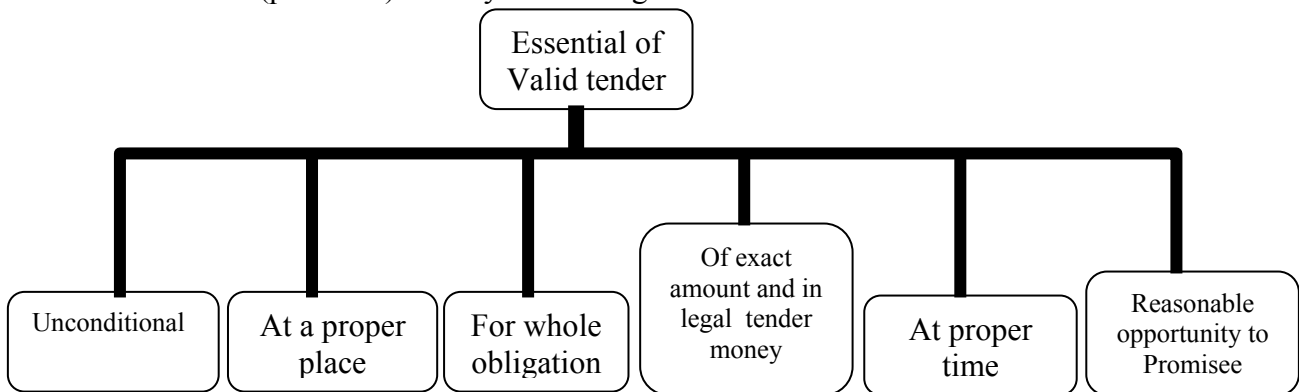 Essential of
Valid tender
Unconditional
At a proper
place
For whole
obligation
Of exact
amount and in
legal tender
money
At proper
time
Reasonable
opportunity to
Promisee